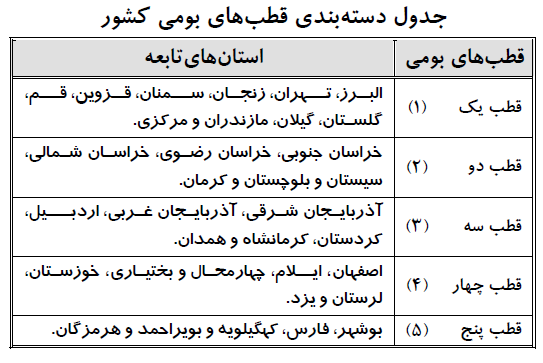 جدول دسته‌بندی قطب‌های بومی کشور
قطب‌های بومی استان‌های تابعه
قطب یک (۱) البرز، تهران، زنجان، سمنان، قزوین، قم،
گلستان، گیلان، مازندران و مرکزی.
قطب دو (۲) خراسان جنوبی، خراسان رضوی، خراسان شمالی،
سیستان و بلوچستان و کرمان.
قطب سه (۳) آذربایجان شرقی، آذربایجان غربی، اردبیل،
کردستان، کرمانشاه و همدان.
قطب چهار (۴) اصفهان، ایلام، چهارمحال و بختیاری، خوزستان،
لرستان و یزد.
قطب پنج (۵) بوشهر، فارس، کهگیلویه و بویراحمد و هرمزگان.